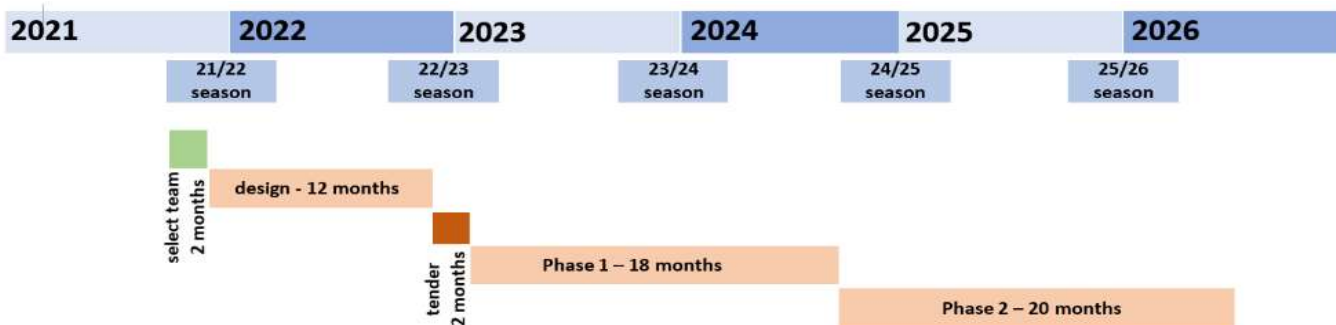 2021 2022 2023 2024 2025 2026
21/22 22/23 23/24 24/25 25/26
season season season season season
select team
2 months
design - 12 months
tender
2 months
Phase 1 – 18 months
Phase 2 – 20 months